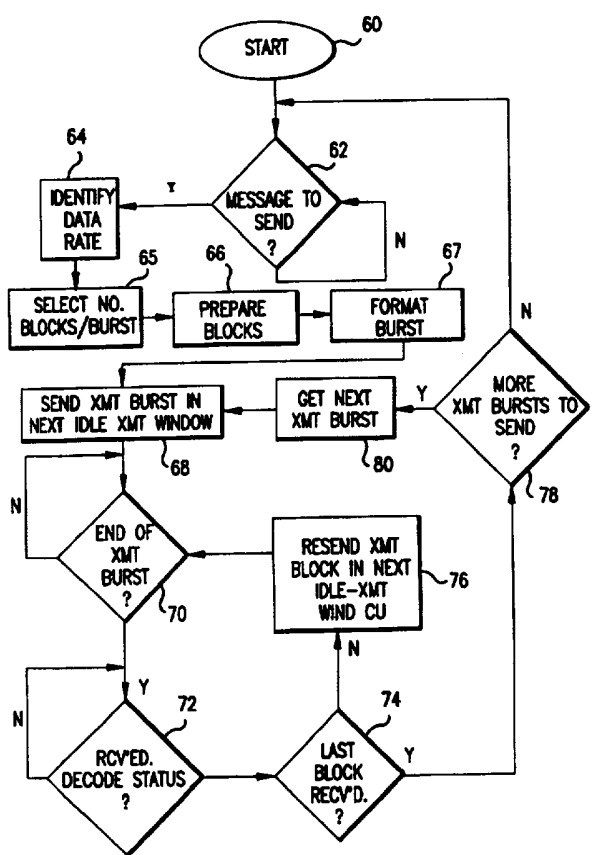 START
60
64
62
IDENTIFY
DATA
RATE
Y
MESSAGE TO
SEND
?
N
65
66
67
SELECT NO.
BLOCKS/BURST
PREPARE
BLOCKS
FORMAT
BURST
N
SEND XMT BURST IN
NEXT IDLE XMT WINDOW
68
GET NEXT
XMT BURST
80
Y
MORE
XMT BURSTS TO
SEND
?
78
N
END OF
XMT
BURST
?
70
RESEND XMT
BLOCK IN NEXT
IDLE-XMT
WIND CU
76
N
Y
N
72
RCV'ED.
DECODE STATUS
?
74
LAST
BLOCK
RECV'D.
?
Y